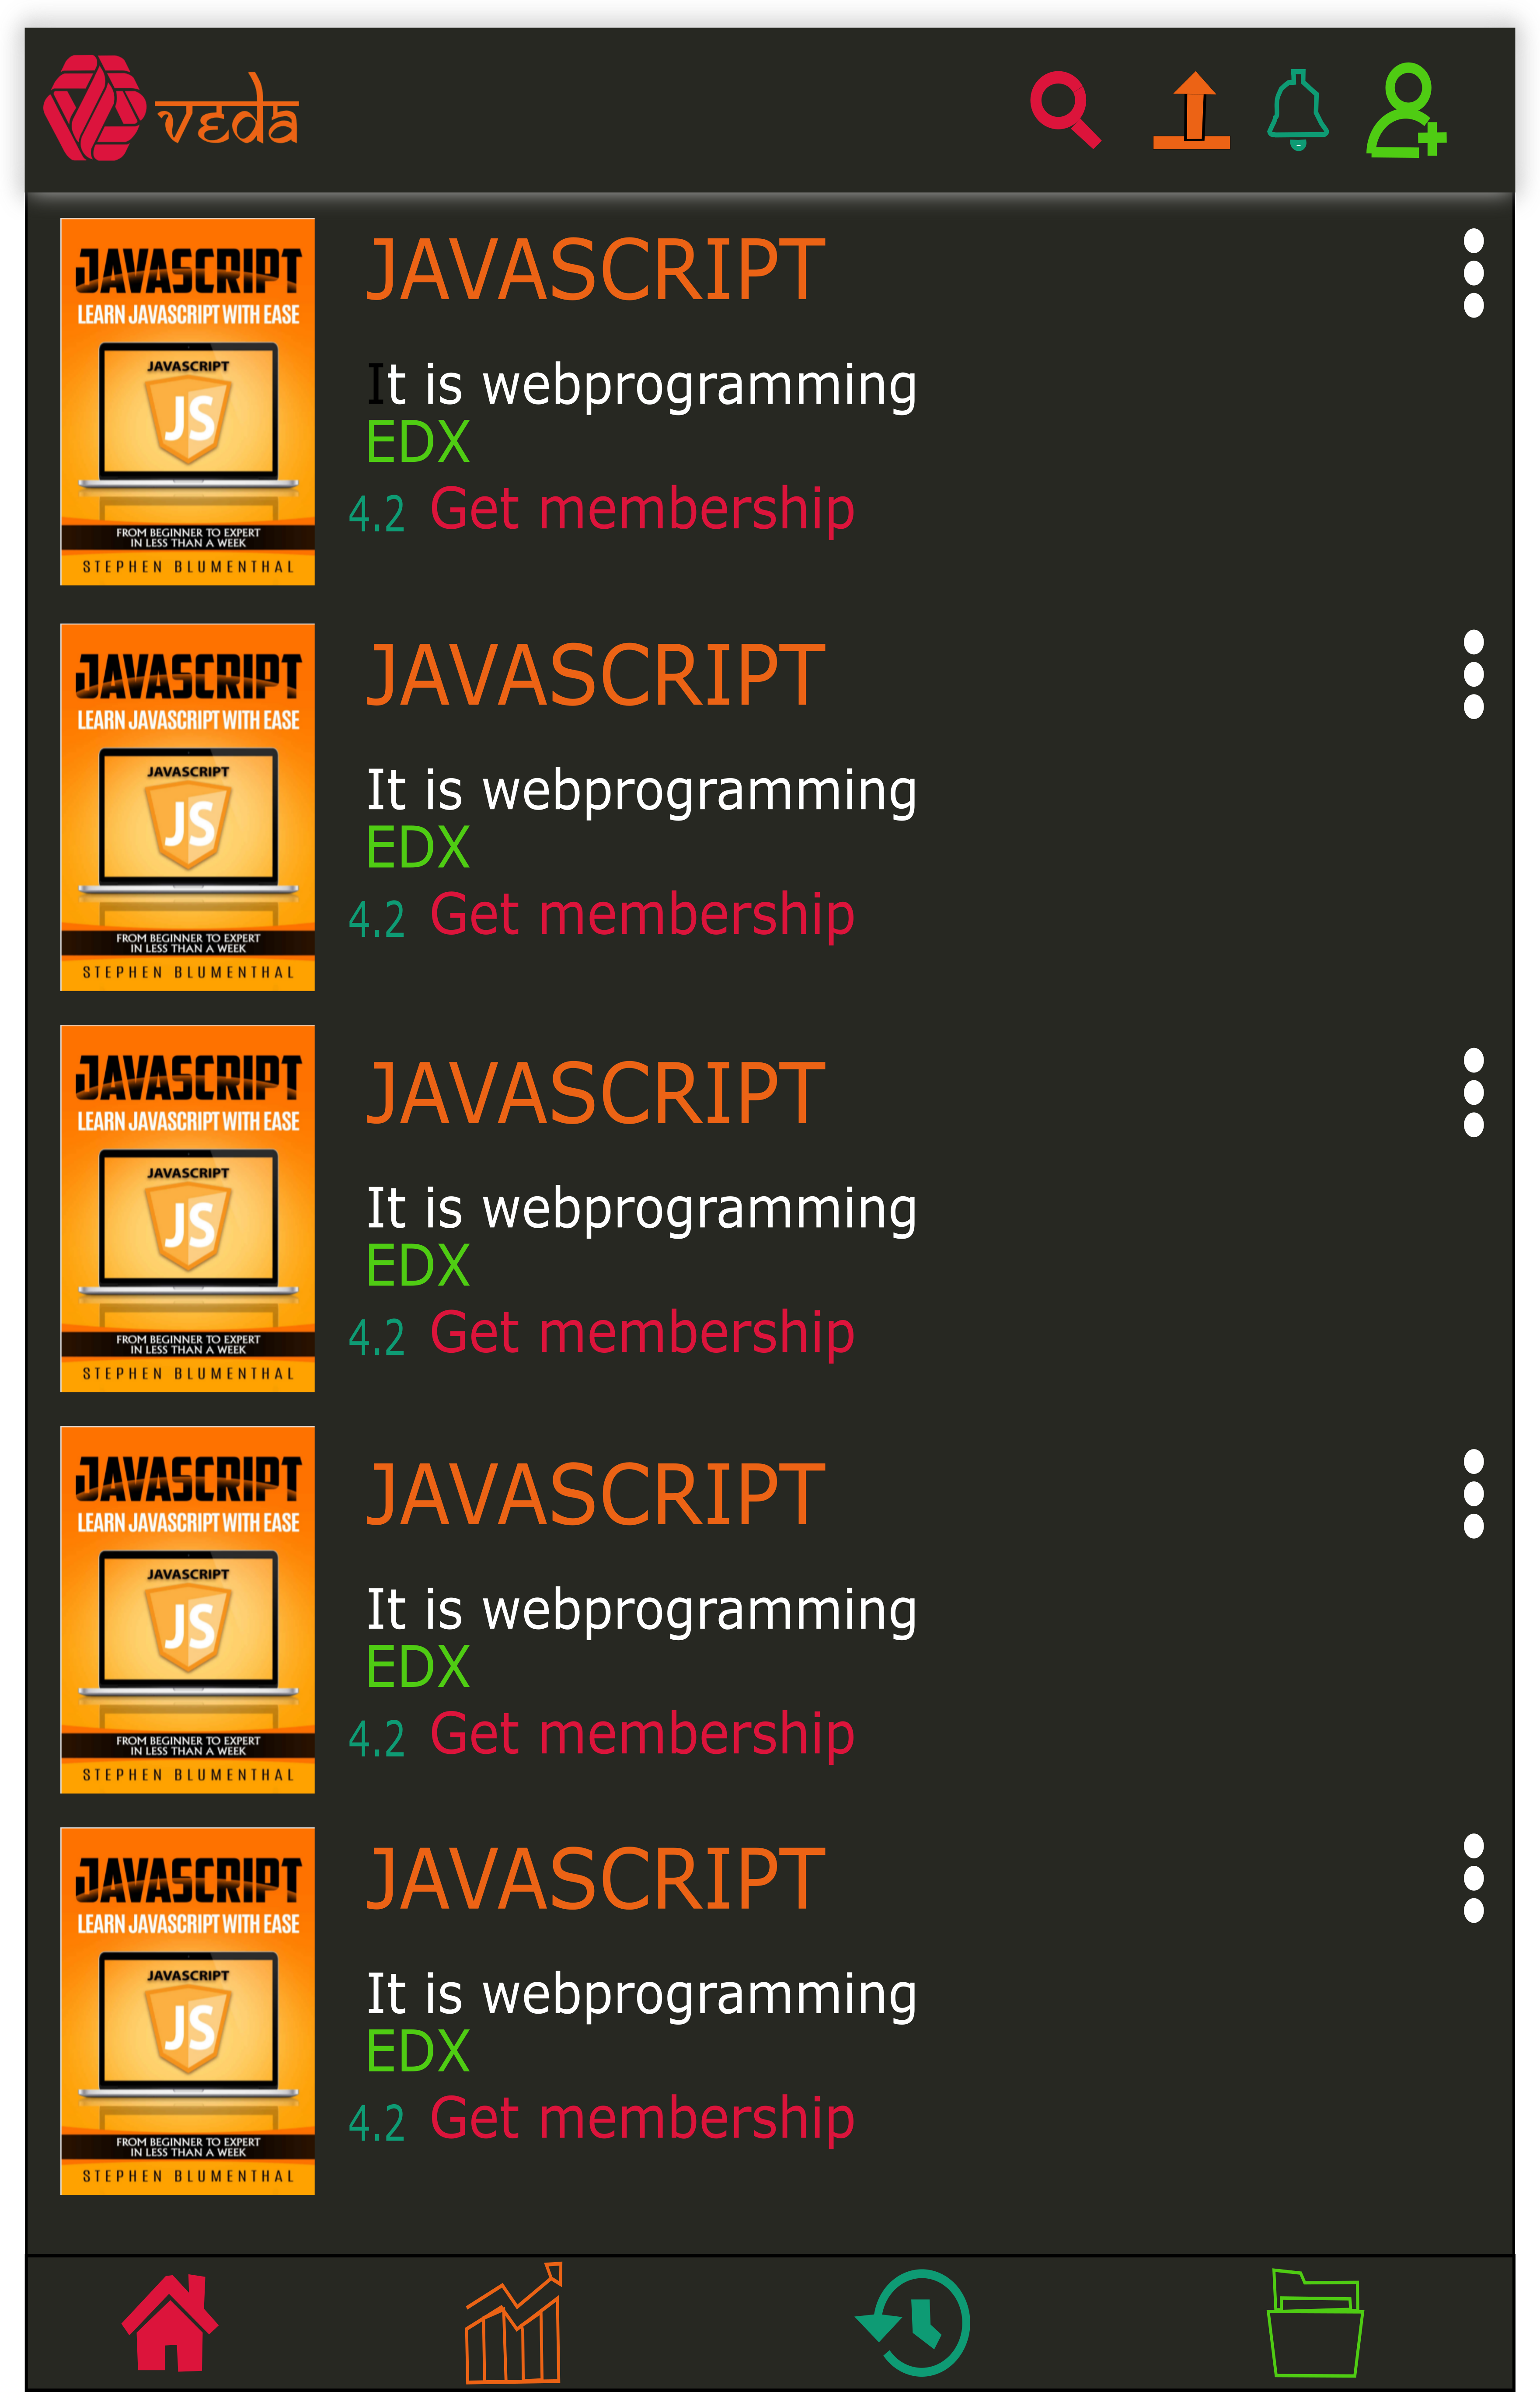 veda
JAVASCRIPT
LEARN JAVASCRIPT WITH EASE
JAVASCRIPT
JS
FROM BEGINNER TO EXPERT
IN LESS THAN A WEEK
STEPHEN BLUMENTHAL
JAVASCRIPT
It is webprogramming
EDX
4.2 Get membership
JAVASCRIPT
LEARN JAVASCRIPT WITH EASE
JAVASCRIPT
JS
FROM BEGINNER TO EXPERT
IN LESS THAN A WEEK
STEPHEN BLUMENTHAL
JAVASCRIPT
It is webprogramming
EDX
4.2 Get membership
JAVASCRIPT
LEARN JAVASCRIPT WITH EASE
JAVASCRIPT
JS
FROM BEGINNER TO EXPERT
IN LESS THAN A WEEK
STEPHEN BLUMENTHAL
JAVASCRIPT
It is webprogramming
EDX
4.2 Get membership
JAVASCRIPT
LEARN JAVASCRIPT WITH EASE
JAVASCRIPT
JS
FROM BEGINNER TO EXPERT
IN LESS THAN A WEEK
STEPHEN BLUMENTHAL
JAVASCRIPT
It is webprogramming
EDX
4.2 Get membership
JAVASCRIPT
LEARN JAVASCRIPT WITH EASE
JAVASCRIPT
JS
FROM BEGINNER TO EXPERT
IN LESS THAN A WEEK
STEPHEN BLUMENTHAL
JAVASCRIPT
It is webprogramming
EDX
4.2 Get membership